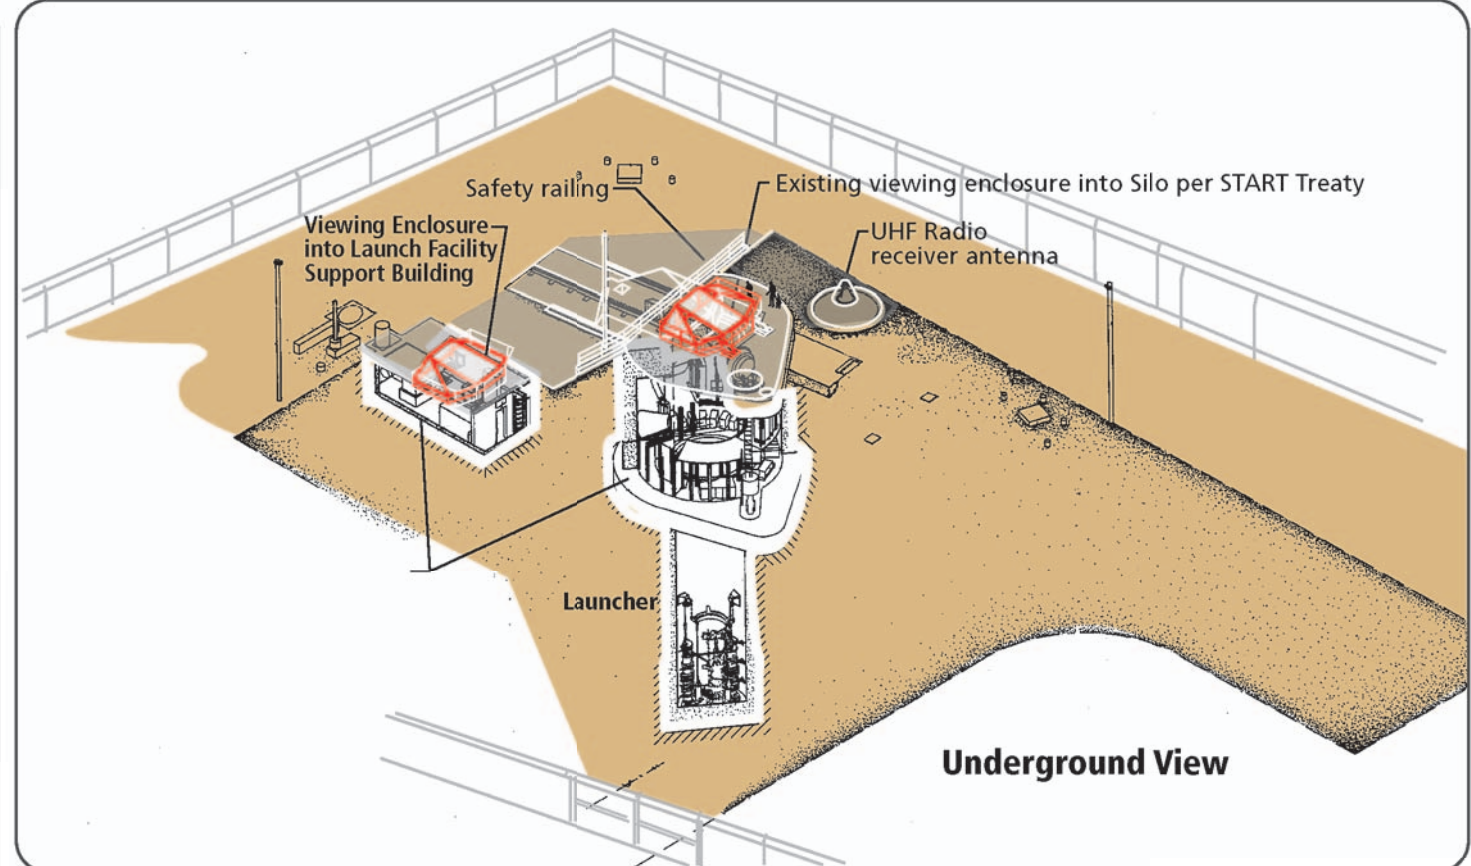 Safety railing
Existing viewing enclosure into Silo per START Treaty
Viewing Enclosure
into Launch Facility
Support Building
UHF Radio
receiver antenna
Launcher
Underground View